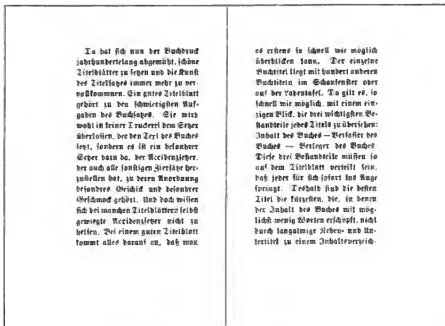 Da hat sich nun der Buchdruck
jahrhundertelang abgemüht, schöne
Titelblätter zu setzen und die Kunst
des Titelsatzes immer mehr zu ver-
vollkommnen. Ein gutes Titelblatt
gehört zu den schwierigsten Auf-
gaben des Buchsatzes. Sie wird
wohl in keiner Druckerei dem Setzer
überlassen, der den Text des Buches
setzt, sondern es ist ein besonderer
Setzer dazu da, der Accidenzsetzer,
der auch alle sonstigen Ziersätze her-
zustellen hat, zu deren Anordnung
besondres Geschick und besondrer
Geschmack gehört. Und doch wissen
sich bei manchen Titelblättern selbst
gewiegte Accidenzsetzer nicht zu
helfen. Bei einem guten Titelblatt
kommt alles darauf an, daß man
es erstens so schnell wie möglich
überblicken kann. Der einzelne
Buchtitel liegt mit hundert anderen
Buchtiteln im Schaufenster oder
auf der Ladentafel. Da gilt es, so
schnell wie möglich, mit einem ein-
zigen Blick, die drei wichtigsten Be-
standteile jedes Titels zu übersehen:
Inhalt des Buches — Verfasser des
Buches — Verleger des Buches.
Diese drei Bestandteile müssen so
auf dem Titelblatt verteilt sein,
daß jeder für sich sofort ins Auge
springt. Deshalb sind die besten
Titel die kürzesten, die, in denen
der Inhalt des Buches mit mög-
lichst wenig Worten erschöpft, nicht
durch langatmige Neben- und Un-
tertitel zu einem Inhaltsverzeich-